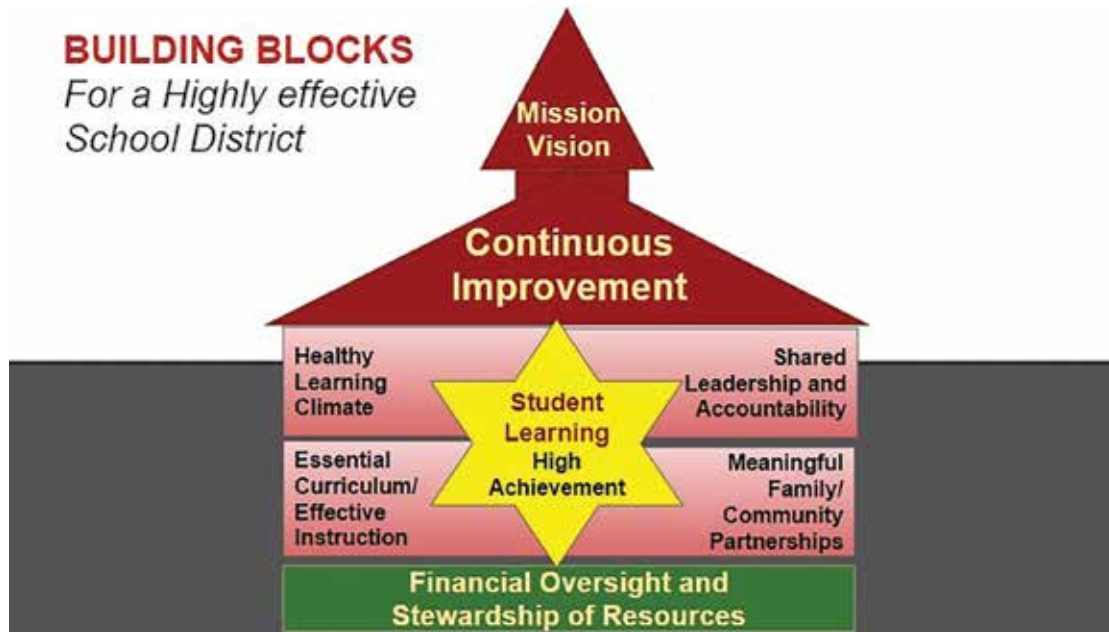 BUILDING BLOCKS
For a Highly effective
School District
Mission
Vision
Continuous
Improvement
Healthy
Learning
Climate
Shared
Leadership and
Accountability
Student
Learning
High
Achievement
Essential
Curriculum/
Effective
Instruction
Meaningful
Family/
Community
Partnerships
Financial Oversight and
Stewardship of Resources